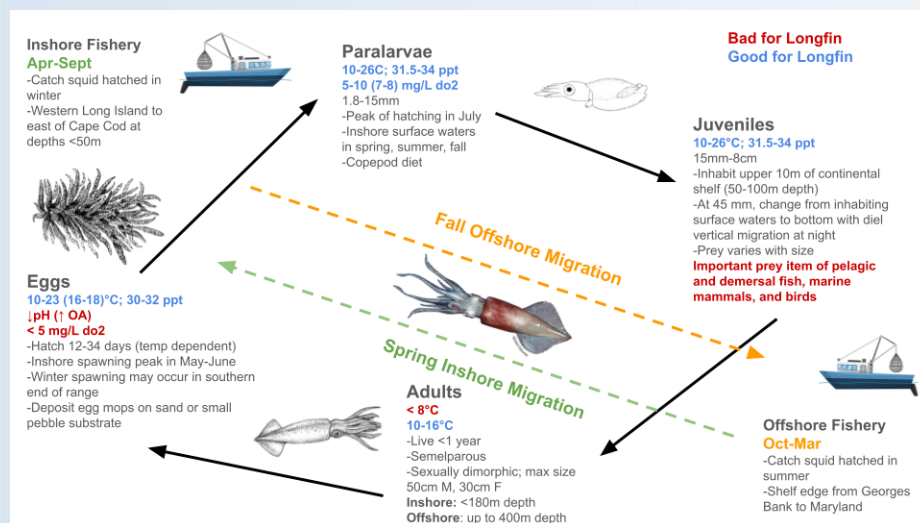 Inshore Fishery
Apr-Sept
-Catch squid hatched in
winter
-Western Long Island to
east of Cape Cod at
depths <50m
Paralarvae
10-26C; 31.5-34 ppt
5-10 (7-8) mg/L do2
1.8-15mm
-Peak of hatching in July
-Inshore surface waters
in spring, summer, fall
-Copepod diet
Bad for Longfin
Good for Longfin
Juveniles
10-26°C; 31.5-34 ppt
15mm-8cm
-Inhabit upper 10m of continental
shelf (50-100m depth)
-At 45 mm, change from inhabiting
surface waters to bottom with diel
vertical migration at night
-Prey varies with size
Important prey item of pelagic
and demersal fish, marine
mammals, and birds
Fall Offshore Migration
Spring Inshore Migration
Eggs
10-23 (16-18)°C; 30-32 ppt
↓pH (↑ OA)
< 5 mg/L do2
-Hatch 12-34 days (temp dependent)
-Inshore spawning peak in May-June
-Winter spawning may occur in southern
end of range
-Deposit egg mops on sand or small
pebble substrate
Adults
< 8°C
10-16°C
-Live <1 year
-Semelparous
-Sexually dimorphic; max size
50cm M, 30cm F
Inshore: <180m depth
Offshore: up to 400m depth
Offshore Fishery
Oct-Mar
-Catch squid hatched in
summer
-Shelf edge from Georges
Bank to Maryland